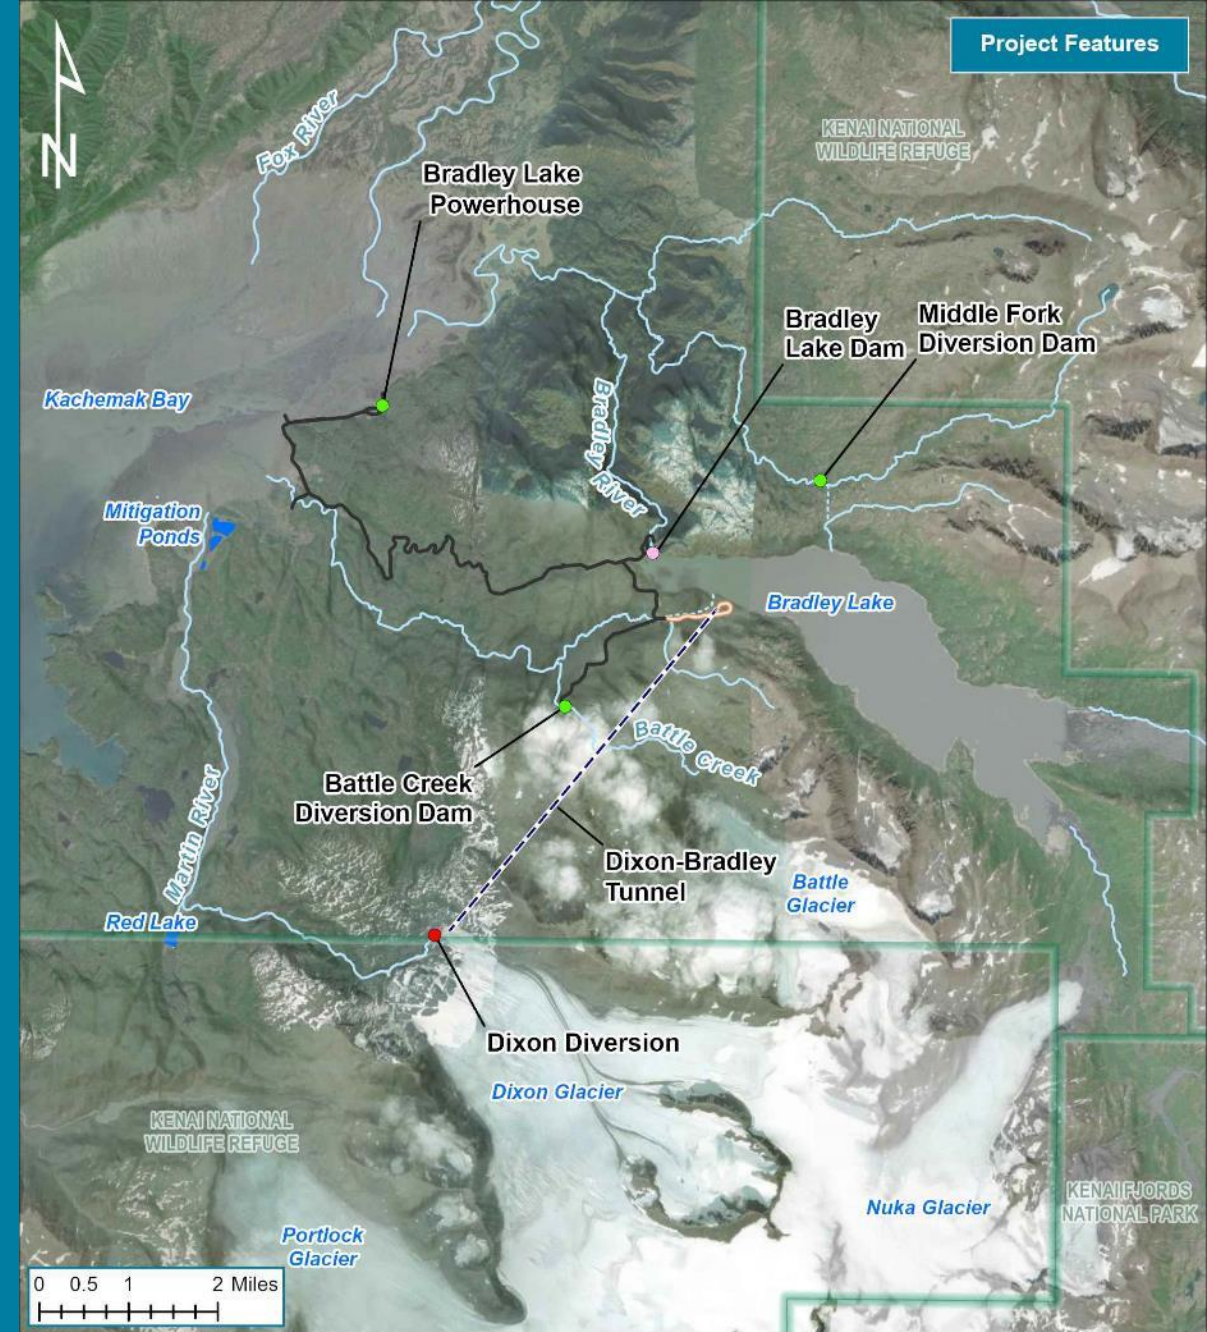 Project Features
N
Fox River
KENAI NATIONAL
WILDLIFE REFUGE
Bradley Lake
Powerhouse
Bradley
Lake Dam
Middle Fork
Diversion Dam
Kachemak Bay
Bradley River
Mitigation
Ponds
Bradley Lake
Battle Creek
Battle Creek
Diversion Dam
Martin River
Dixon-Bradley
Tunnel
Battle
Glacier
Red Lake
Dixon Diversion
Dixon Glacier
KENAI NATIONAL
WILDLIFE REFUGE
KENAI FJORDS
NATIONAL PARK
Nuka Glacier
Portlock
Glacier
0 0.5 1 2 Miles